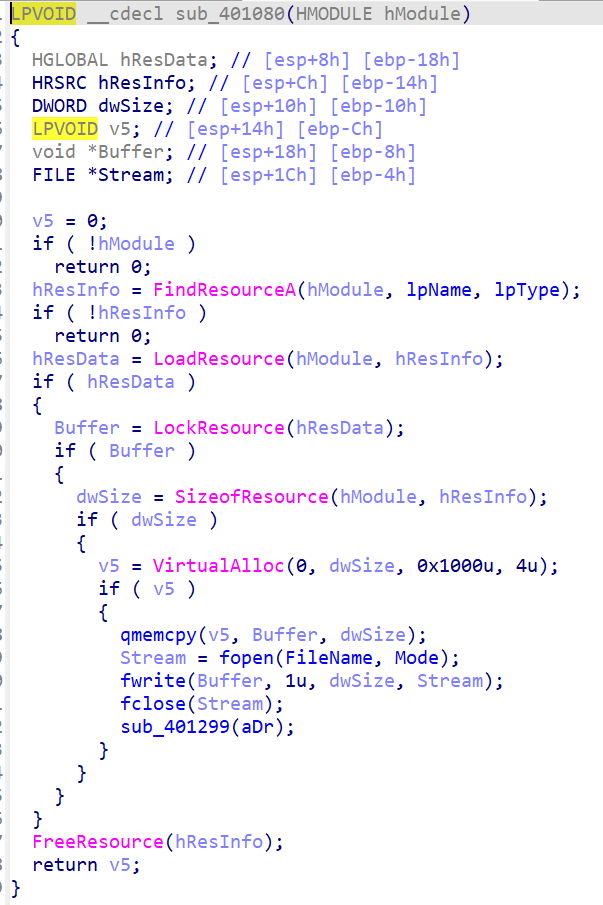 LPVOID __cdecl sub_401080(HMODULE hModule)
{
  HGLOBAL hResData; // [esp+8h] [ebp-18h]
  HRSRC hResInfo; // [esp+Ch] [ebp-14h]
  DWORD dwSize; // [esp+10h] [ebp-10h]
  LPVOID v5; // [esp+14h] [ebp-Ch]
  void *Buffer; // [esp+18h] [ebp-8h]
  FILE *Stream; // [esp+1Ch] [ebp-4h]

  v5 = 0;
  if ( !hModule )
    return 0;
  hResInfo = FindResourceA(hModule, lpName, lpType);
  if ( !hResInfo )
    return 0;
  hResData = LoadResource(hModule, hResInfo);
  if ( hResData )
  {
    Buffer = LockResource(hResData);
    if ( Buffer )
    {
      dwSize = SizeofResource(hModule, hResInfo);
      if ( dwSize )
      {
        v5 = VirtualAlloc(0, dwSize, 0x1000u, 4u);
        if ( v5 )
        {
          qmemcpy(v5, Buffer, dwSize);
          Stream = fopen(FileName, Mode);
          fwrite(Buffer, 1u, dwSize, Stream);
          fclose(Stream);
          sub_401299(aDr);
        }
      }
    }
  }
  FreeResource(hResInfo);
  return v5;
}